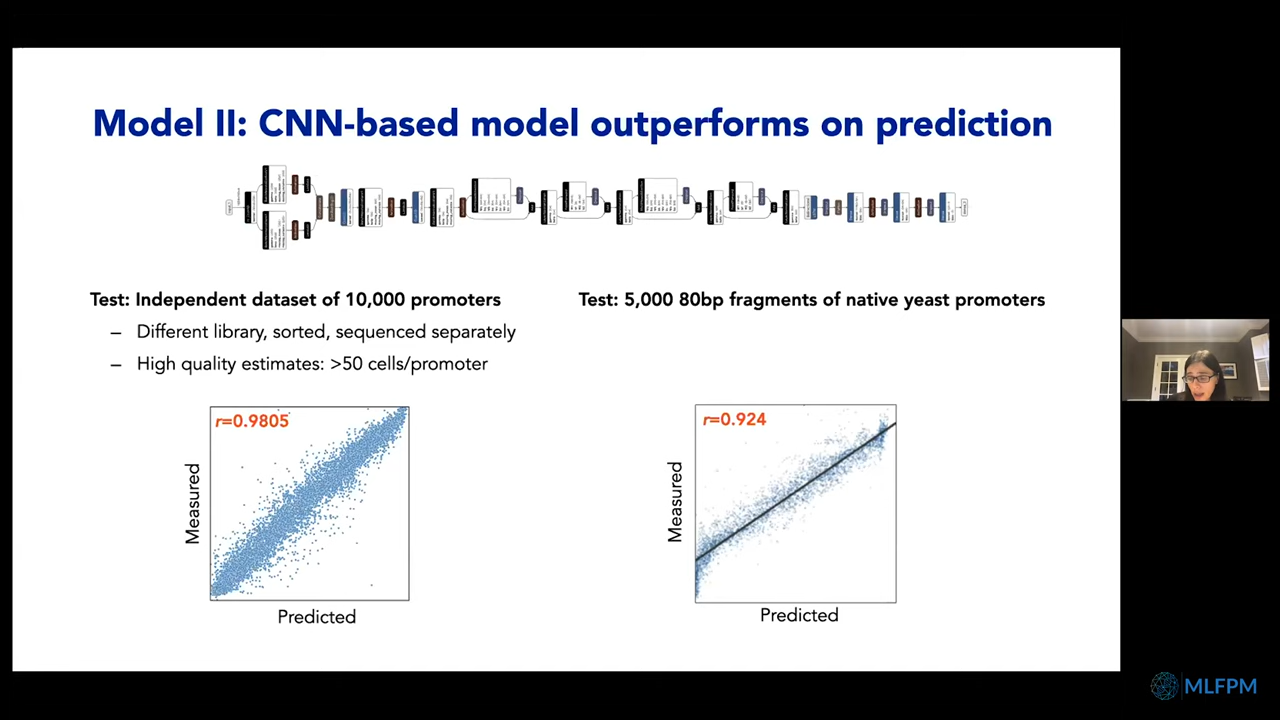 Model II: CNN-based model outperforms on prediction
Test: Independent dataset of 10,000 promoters
– Different library, sorted, sequenced separately
– High quality estimates: >50 cells/promoter
r=0.9805
Measured
Predicted
Test: 5,000 80bp fragments of native yeast promoters
r=0.924
Measured
Predicted
MLFPM